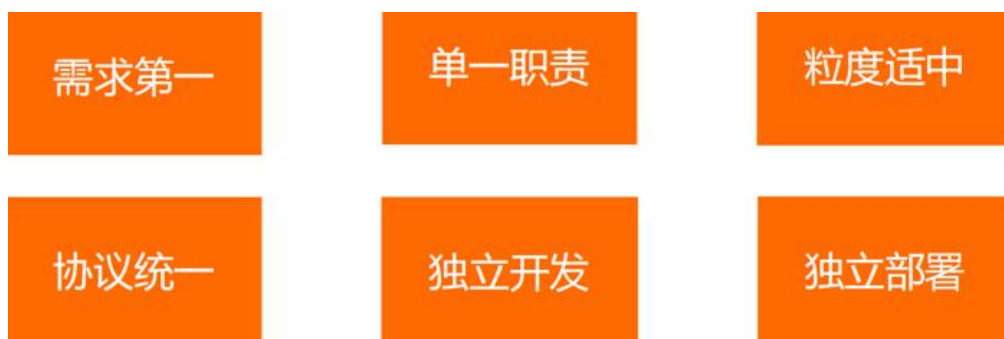 需求第一
单一职责
粒度适中
协议统一
独立开发
独立部署